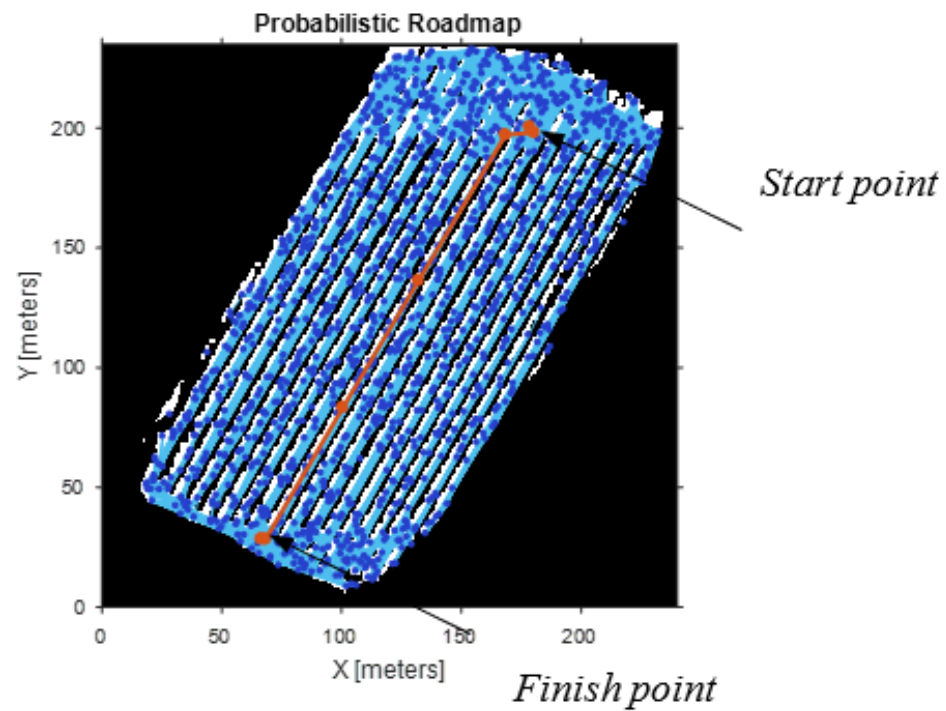 Probabilistic Roadmap
200
150
100
50
0
Y [meters]
0
50
100
150
200
X [meters]
Start point
Finish point